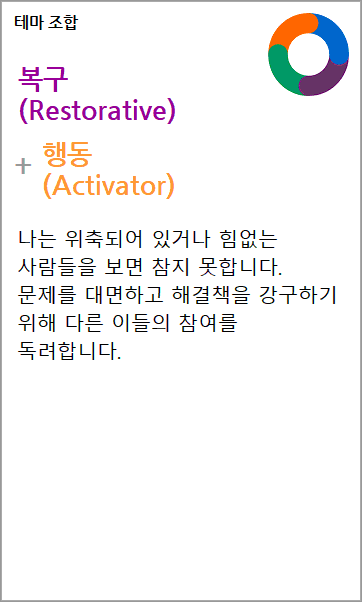 테마 조합
복구
(Restorative)
+ 행동
(Activator)
나는 위축되어 있거나 힘없는
사람들을 보면 참지 못합니다.
문제를 대면하고 해결책을 강구하기
위해 다른 이들의 참여를
독려합니다.